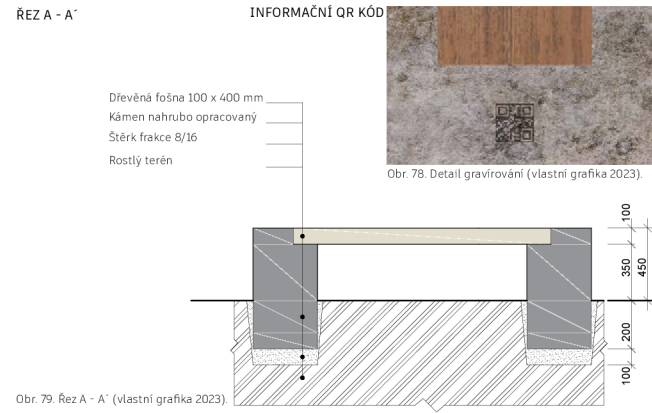 ŘEZ A - A´
INFORMAČNÍ QR KÓD
Dřevěná fošna 100 x 400 mm
Kámen nahrubo opracovaný
Štěrk frakce 8/16
Rostlý terén
Obr. 78. Detail gravírování (vlastní grafika 2023).
100
350
450
200
100
Obr. 79. Řez A - A´ (vlastní grafika 2023).